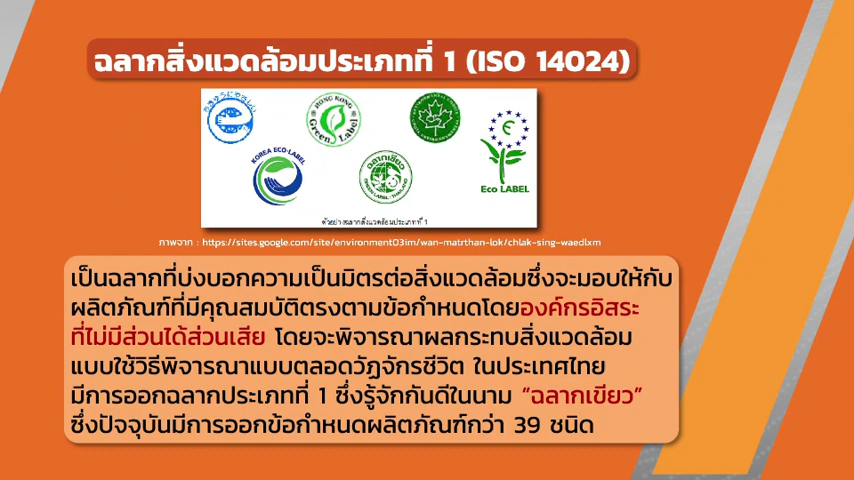 ฉลากสิ่งแวดล้อมประเภทที่ 1 (ISO 14024)
HONG KONG
Green Label
KOREA ECO-LABEL
ฉลากเขียว
GREEN LABEL : THAILAND
Eco LABEL
ตัวอย่างฉลากสิ่งแวดล้อมประเภทที่ 1
ภาพจาก : https://sites.google.com/site/environment03im/wan-matrthan-lok/chlak-sing-waedlxm
เป็นฉลากที่บ่งบอกความเป็นมิตรต่อสิ่งแวดล้อมซึ่งจะมอบให้กับ
ผลิตภัณฑ์ที่มีคุณสมบัติตรงตามข้อกำหนดโดยองค์กรอิสระ
ที่ไม่มีส่วนได้ส่วนเสีย โดยจะพิจารณาผลกระทบสิ่งแวดล้อม
แบบใช้วิธีพิจารณาแบบตลอดวัฏจักรชีวิต ในประเทศไทย
มีการออกฉลากประเภทที่ 1 ซึ่งรู้จักกันดีในนาม “ฉลากเขียว”
ซึ่งปัจจุบันมีการออกข้อกำหนดผลิตภัณฑ์กว่า 39 ชนิด